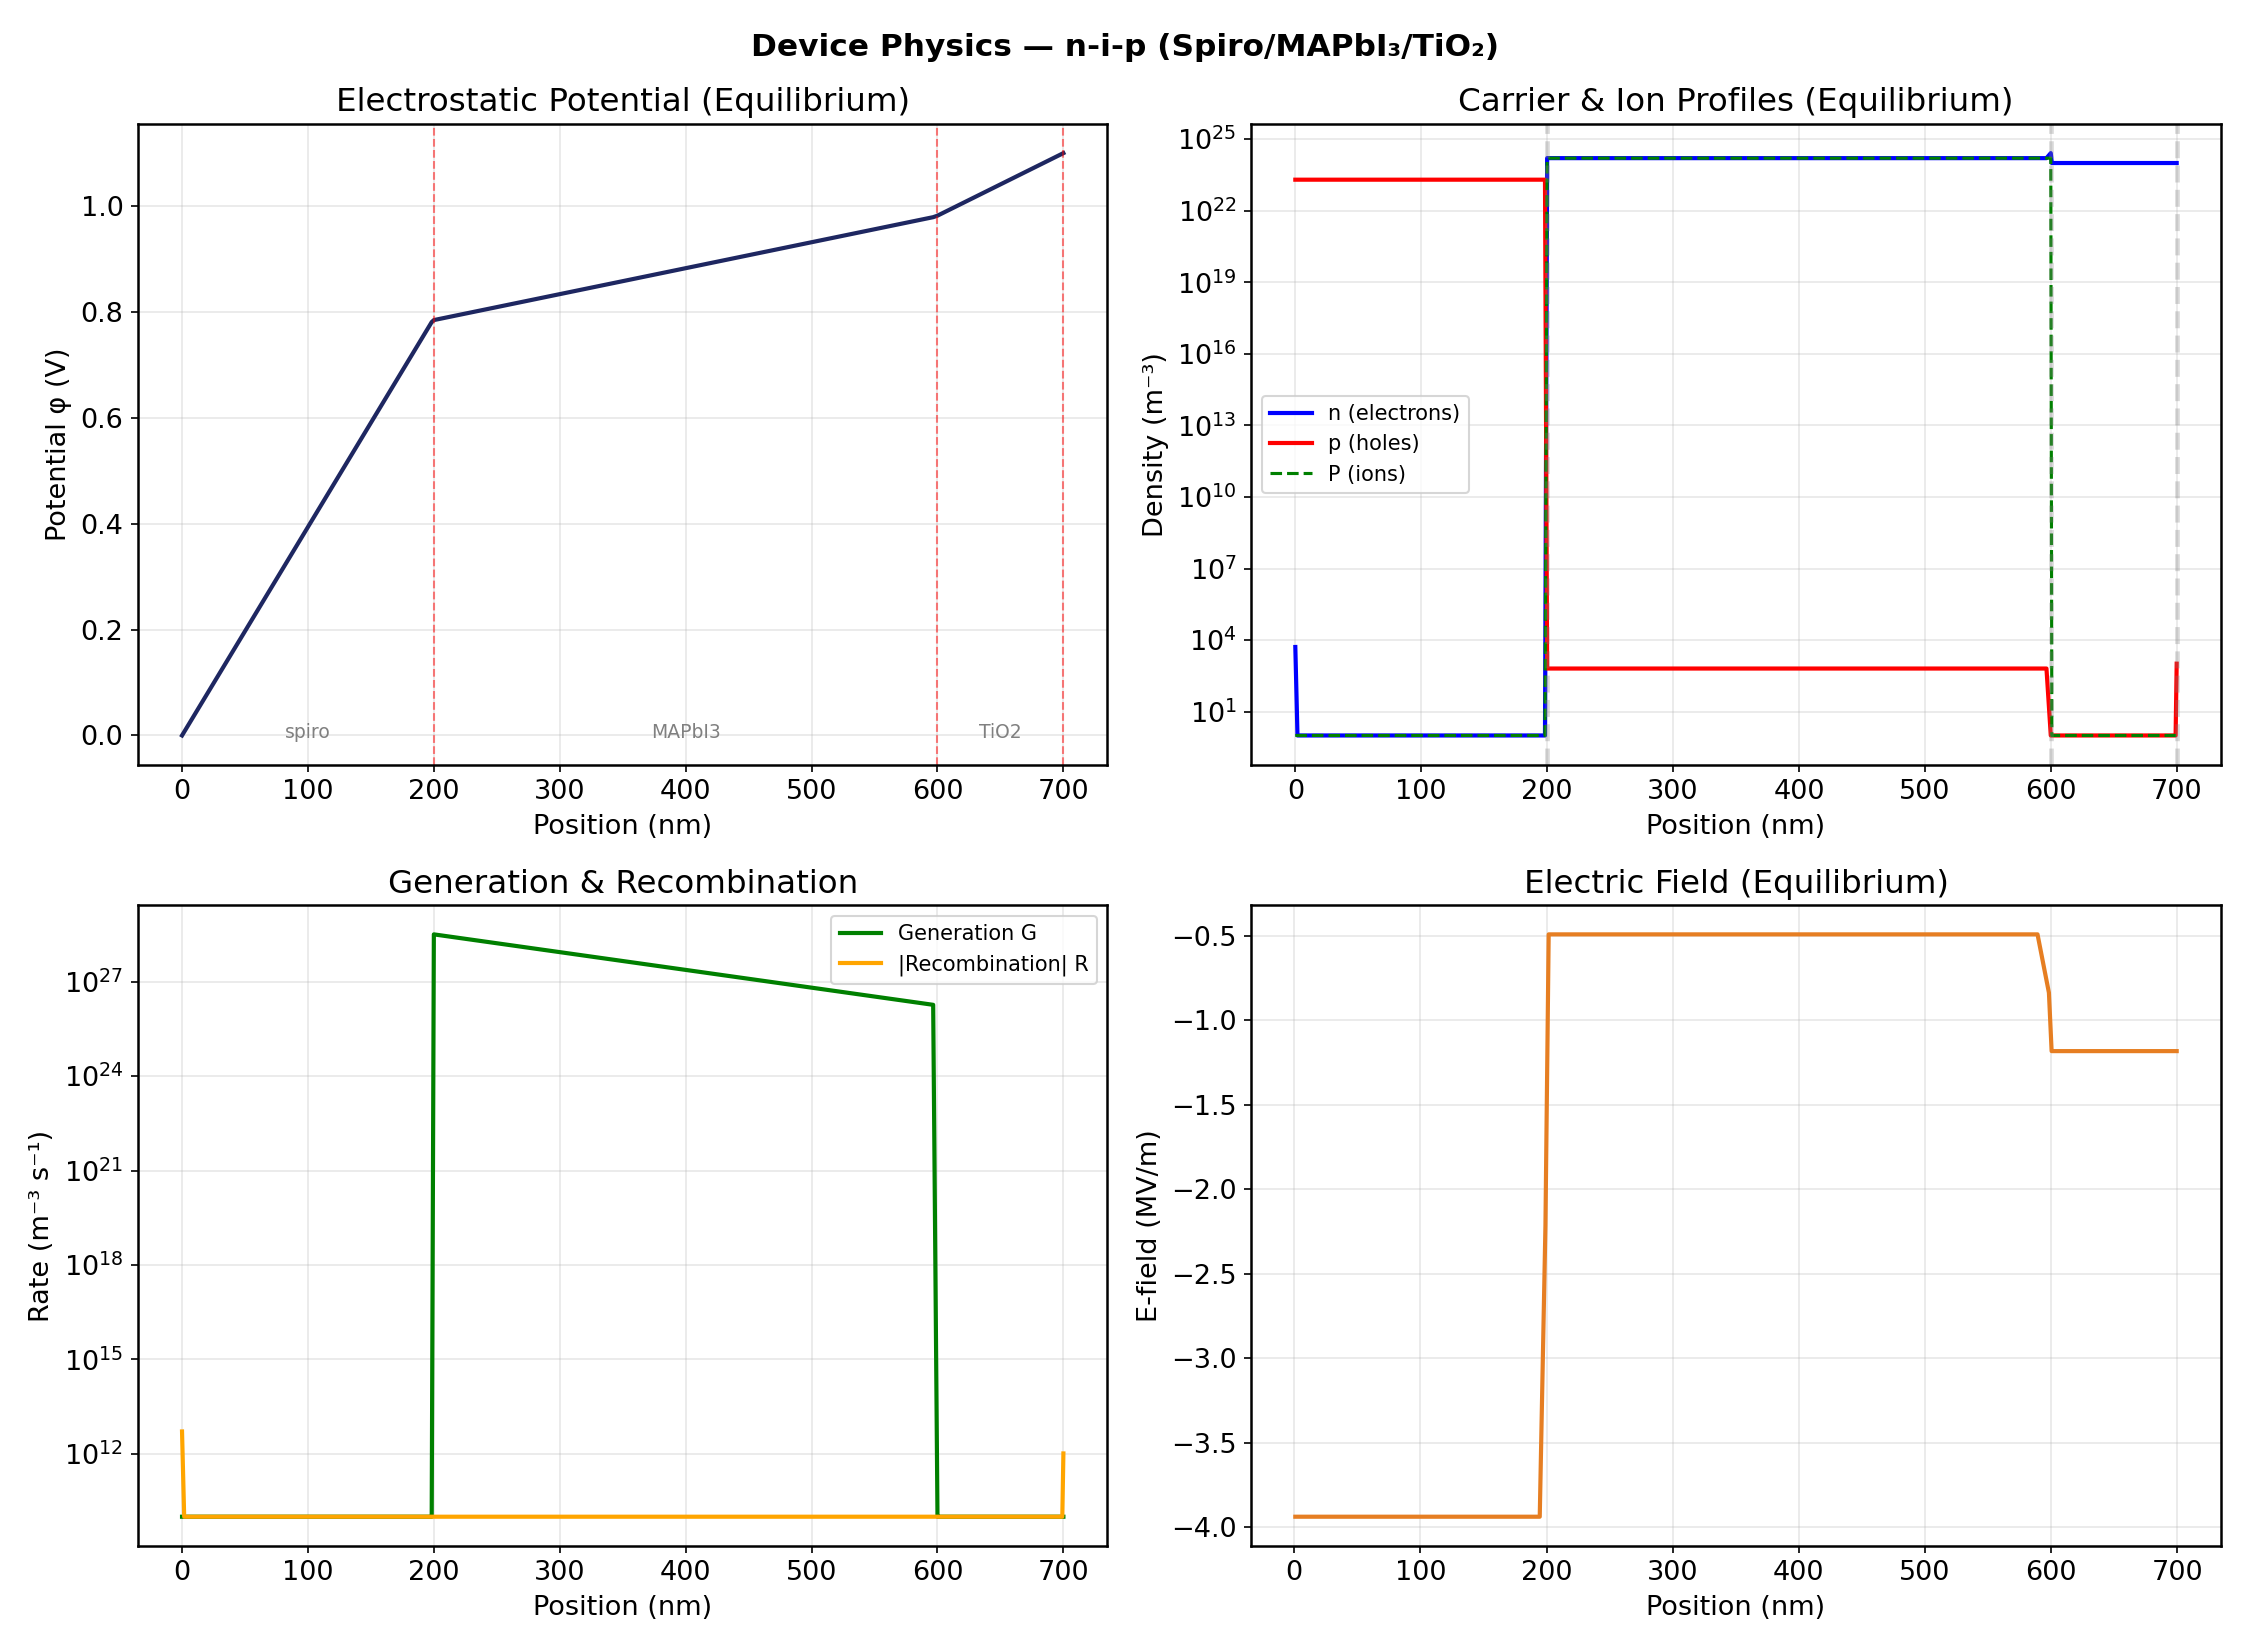 Device Physics — n-i-p (Spiro/MAPbI₃/TiO₂)
Electrostatic Potential (Equilibrium)
Potential φ (V)
1.0
0.8
0.6
0.4
0.2
0.0
spiro
MAPbI3
TiO2
0 100 200 300 400 500 600 700
Position (nm)
Carrier & Ion Profiles (Equilibrium)
Density (m⁻³)
10²⁵
10²²
10¹⁹
10¹⁶
10¹³
10¹⁰
10⁷
10⁴
10¹
n (electrons)
p (holes)
P (ions)
0 100 200 300 400 500 600 700
Position (nm)
Generation & Recombination
Rate (m⁻³ s⁻¹)
10²⁷
10²⁴
10²¹
10¹⁸
10¹⁵
10¹²
Generation G
|Recombination| R
0 100 200 300 400 500 600 700
Position (nm)
Electric Field (Equilibrium)
E-field (MV/m)
−0.5
−1.0
−1.5
−2.0
−2.5
−3.0
−3.5
−4.0
0 100 200 300 400 500 600 700
Position (nm)